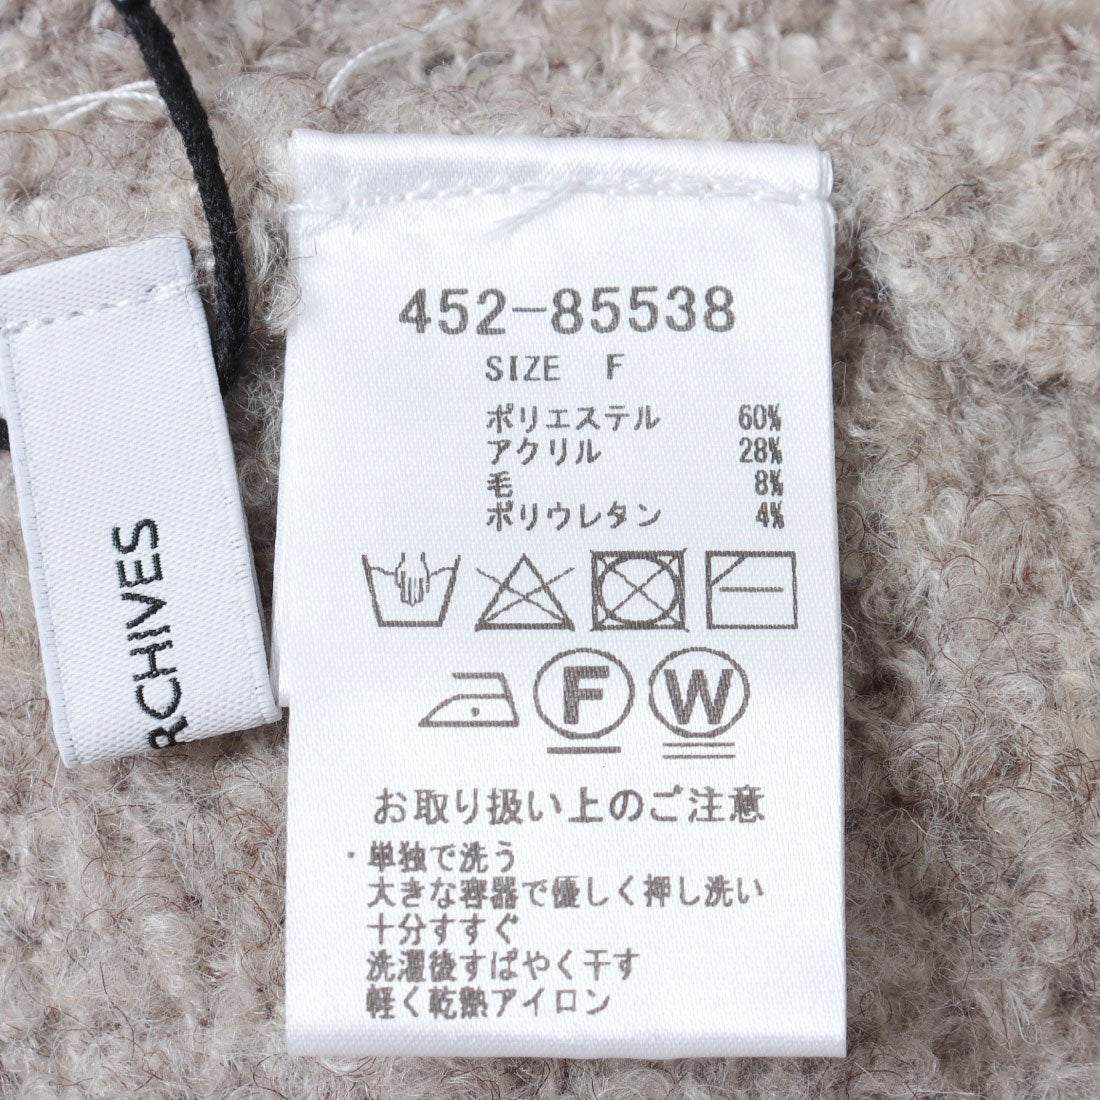 452-85538
SIZE F
ポリエステル 60%
アクリル 28%
毛 8%
ポリウレタン 4%
F W
お取り扱い上のご注意
・単独で洗う
大きな容器で優しく押し洗い
十分すすぐ
洗濯後すばやく干す
軽く乾熱アイロン
RCHIVES